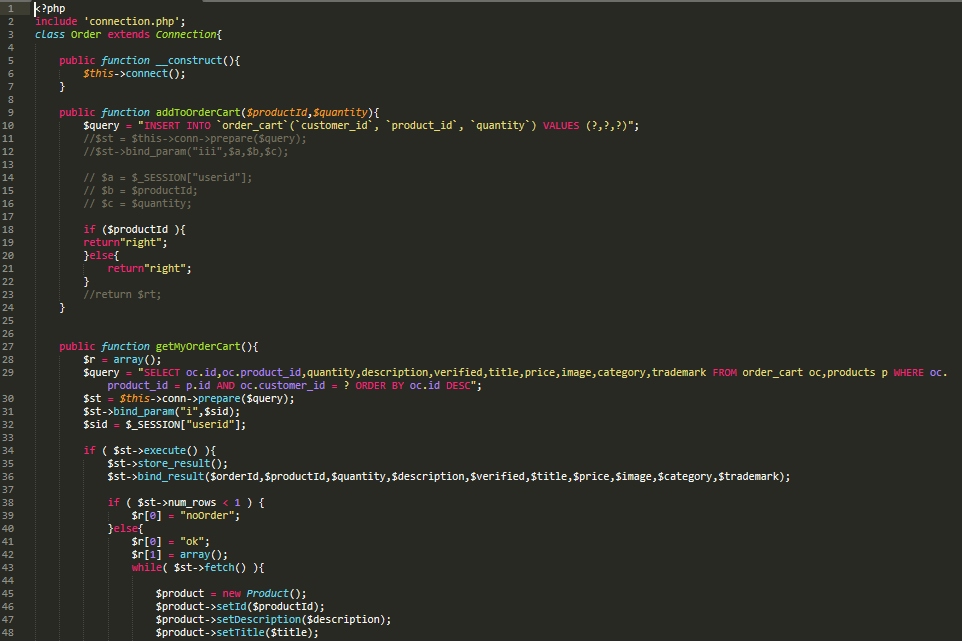 1 <?php
2 include 'connection.php';
3 class Order extends Connection{
4
5     public function __construct(){
6         $this->connect();
7     }
8
9     public function addToOrderCart($productId,$quantity){
10         $query = "INSERT INTO `order_cart`(`customer_id`, `product_id`, `quantity`) VALUES (?,?,?)";
11         //$st = $this->conn->prepare($query);
12         //$st->bind_param("iii",$a,$b,$c);
13
14         // $a = $_SESSION["userid"];
15         // $b = $productId;
16         // $c = $quantity;
17
18         if ($productId ){
19         return"right";
20         }else{
21             return"right";
22         }
23         //return $rt;
24     }
25
26
27     public function getMyOrderCart(){
28         $r = array();
29         $query = "SELECT oc.id,oc.product_id,quantity,description,verified,title,price,image,category,trademark FROM order_cart oc,products p WHERE oc.
            product_id = p.id AND oc.customer_id = ? ORDER BY oc.id DESC";
30         $st = $this->conn->prepare($query);
31         $st->bind_param("i",$sid);
32         $sid = $_SESSION["userid"];
33
34         if ( $st->execute() ){
35             $st->store_result();
36             $st->bind_result($orderId,$productId,$quantity,$description,$verified,$title,$price,$image,$category,$trademark);
37
38             if ( $st->num_rows < 1 ) {
39                 $r[0] = "noOrder";
40             }else{
41                 $r[0] = "ok";
42                 $r[1] = array();
43                 while( $st->fetch() ){
44
45                     $product = new Product();
46                     $product->setId($productId);
47                     $product->setDescription($description);
48                     $product->setTitle($title);